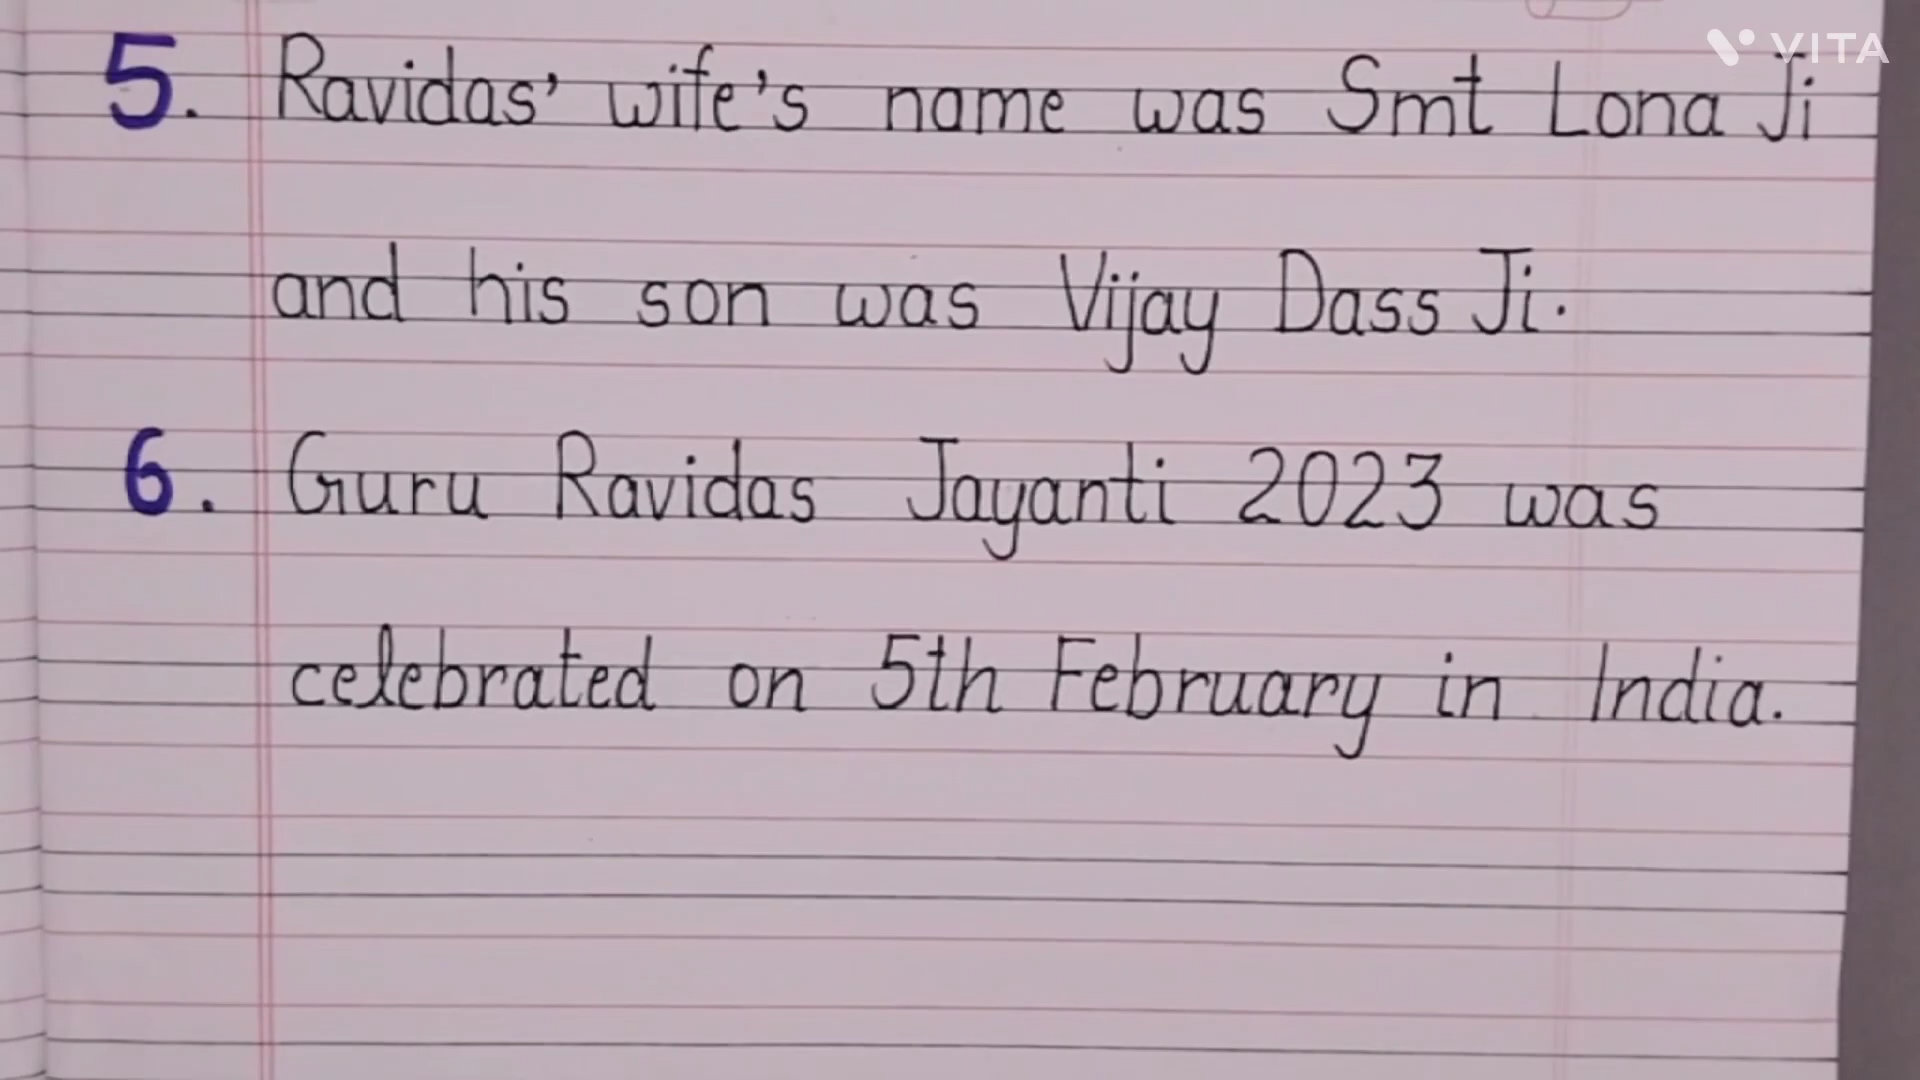 VITA
5. Ravidas' wife's name was Smt Lona Ji
and his son was Vijay Dass Ji.
6. Guru Ravidas Jayanti 2023 was
celebrated on 5th February in India.